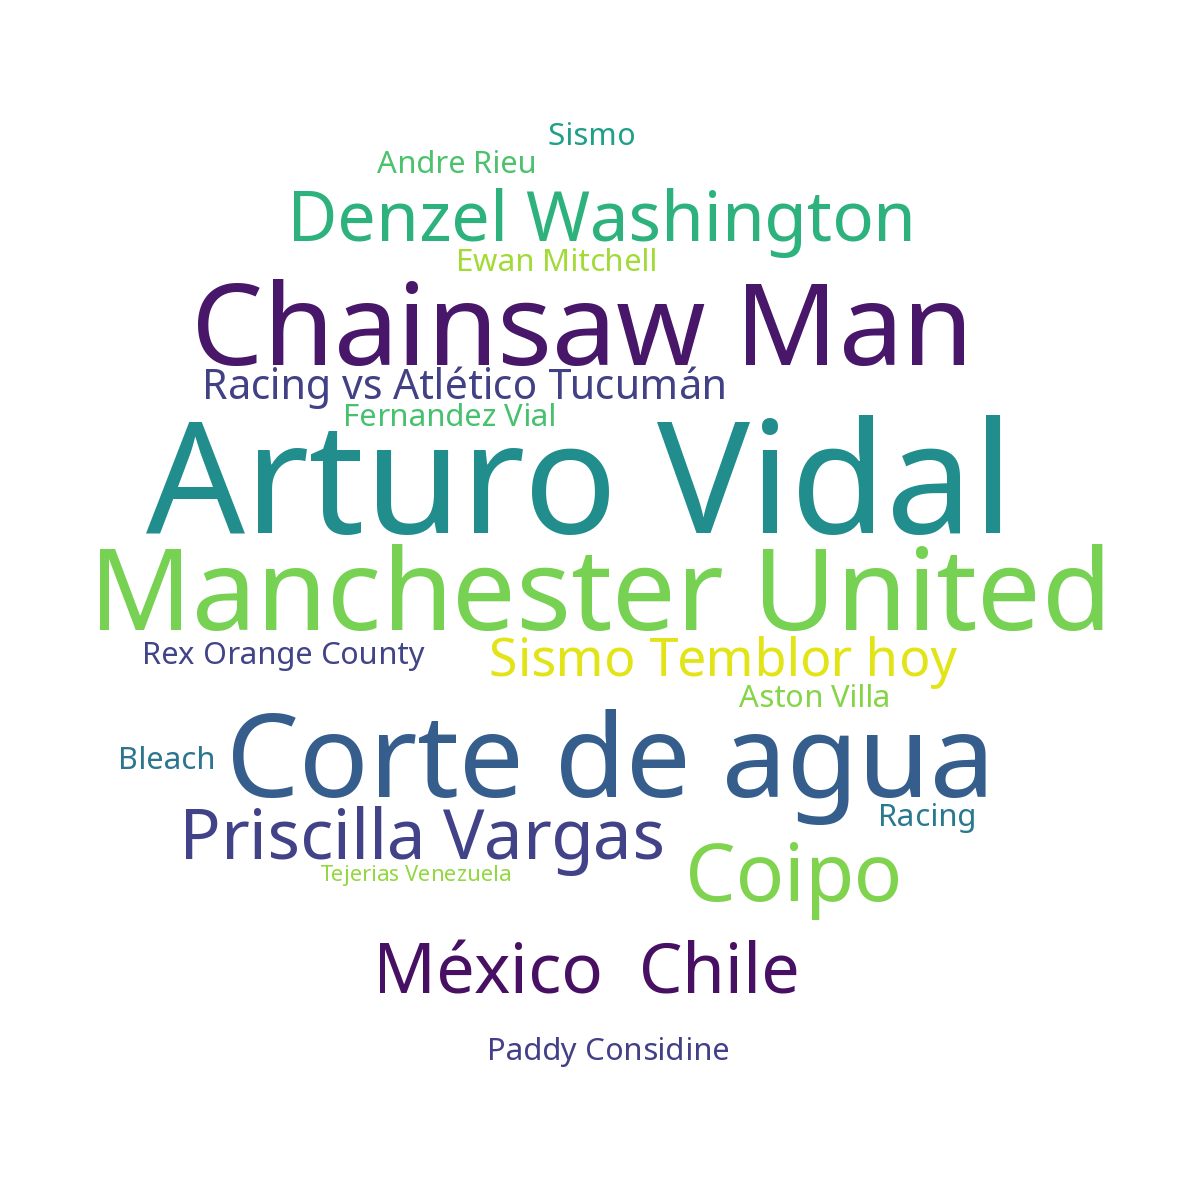 Sismo
Andre Rieu
Denzel Washington
Ewan Mitchell
Chainsaw Man
Racing vs Atlético Tucumán
Fernandez Vial
Arturo Vidal
Manchester United
Rex Orange County
Sismo Temblor hoy
Aston Villa
Corte de agua
Bleach
Racing
Priscilla Vargas
Coipo
Tejerias Venezuela
México  Chile
Paddy Considine